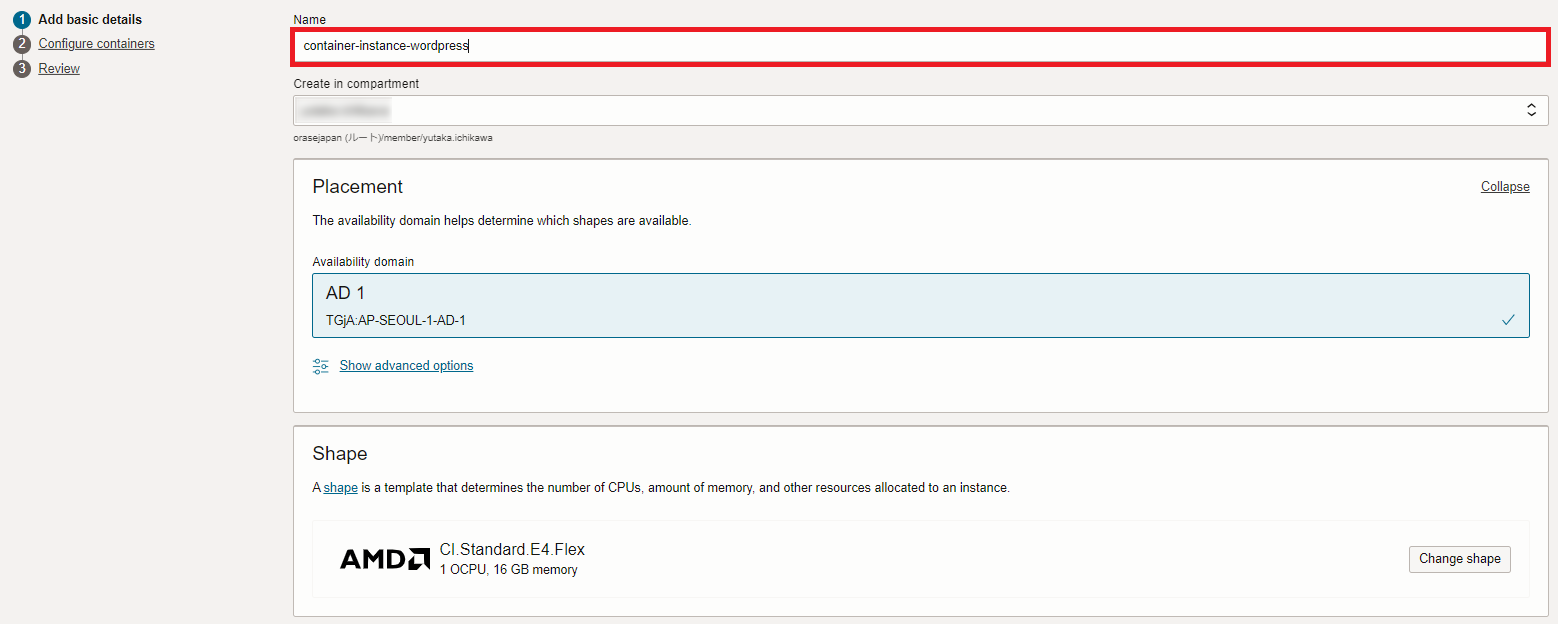 1 Add basic details
2 Configure containers
3 Review
Name
container-instance-wordpress
Create in compartment
orasejapan (ルート)/member/yutaka.ichikawa
Placement
Collapse
The availability domain helps determine which shapes are available.
Availability domain
AD 1
TGjA:AP-SEOUL-1-AD-1
Show advanced options
Shape
A shape is a template that determines the number of CPUs, amount of memory, and other resources allocated to an instance.
AMD
CI.Standard.E4.Flex
1 OCPU, 16 GB memory
Change shape